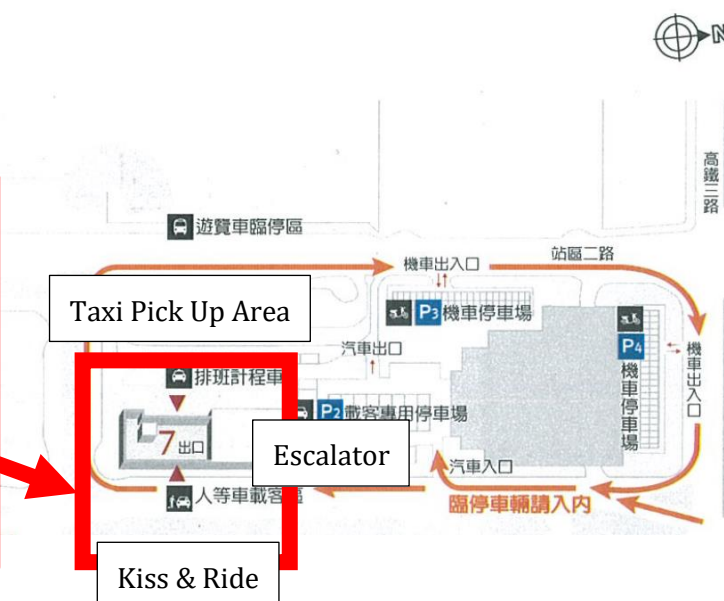 N
高鐵三路
遊覽車臨停區
站區二路
機車出入口
Taxi Pick Up Area
P3 機車停車場
P4
機車停車場
機車出入口
汽車出口
排班計程車
P2 載客專用停車場
7 出口
Escalator
汽車入口
人等車載客區
臨停車輛請入內
Kiss & Ride